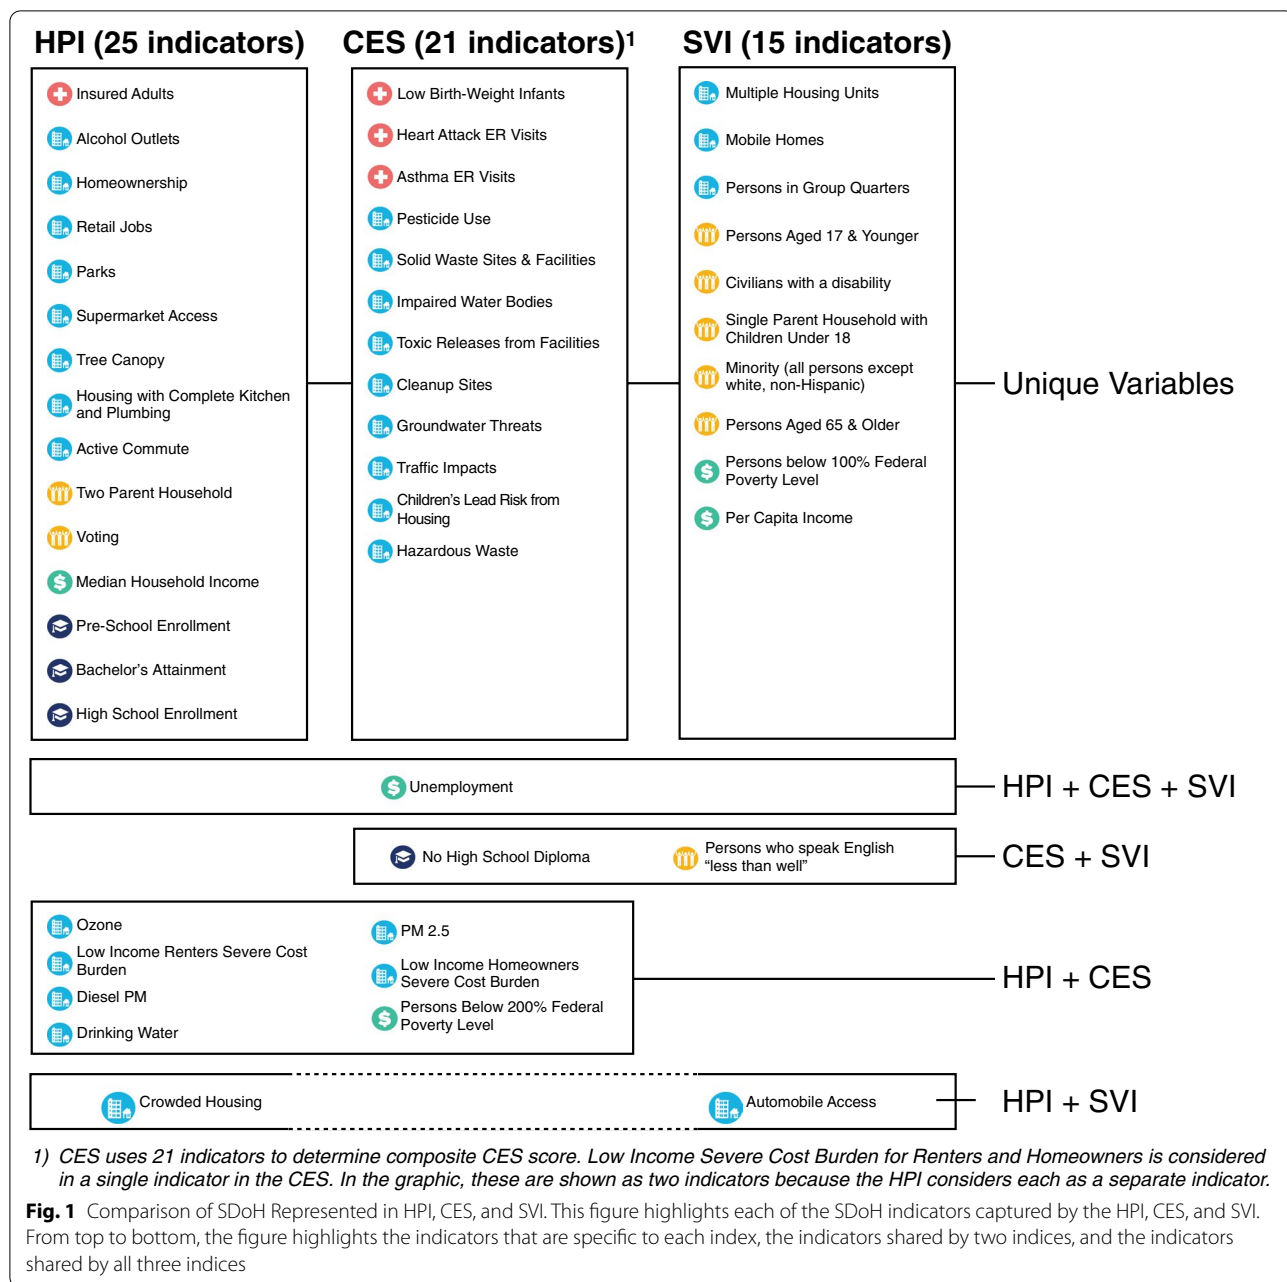 HPI (25 indicators)
CES (21 indicators)1
SVI (15 indicators)
Insured Adults
Alcohol Outlets
Homeownership
Retail Jobs
Parks
Supermarket Access
Tree Canopy
Housing with Complete Kitchen
and Plumbing
Active Commute
Two Parent Household
Voting
Median Household Income
Pre-School Enrollment
Bachelor's Attainment
High School Enrollment
Low Birth-Weight Infants
Heart Attack ER Visits
Asthma ER Visits
Pesticide Use
Solid Waste Sites & Facilities
Impaired Water Bodies
Toxic Releases from Facilities
Cleanup Sites
Groundwater Threats
Traffic Impacts
Children's Lead Risk from
Housing
Hazardous Waste
Multiple Housing Units
Mobile Homes
Persons in Group Quarters
Persons Aged 17 & Younger
Civilians with a disability
Single Parent Household with
Children Under 18
Minority (all persons except
white, non-Hispanic)
Persons Aged 65 & Older
Persons below 100% Federal
Poverty Level
Per Capita Income
Unique Variables
Unemployment
HPI + CES + SVI
No High School Diploma
Persons who speak English
“less than well”
CES + SVI
Ozone
Low Income Renters Severe Cost
Burden
Diesel PM
Drinking Water
PM 2.5
Low Income Homeowners
Severe Cost Burden
Persons Below 200% Federal
Poverty Level
HPI + CES
Crowded Housing
Automobile Access
HPI + SVI
1) CES uses 21 indicators to determine composite CES score. Low Income Severe Cost Burden for Renters and Homeowners is considered
in a single indicator in the CES. In the graphic, these are shown as two indicators because the HPI considers each as a separate indicator.
Fig. 1 Comparison of SDoH Represented in HPI, CES, and SVI. This figure highlights each of the SDoH indicators captured by the HPI, CES, and SVI.
From top to bottom, the figure highlights the indicators that are specific to each index, the indicators shared by two indices, and the indicators
shared by all three indices